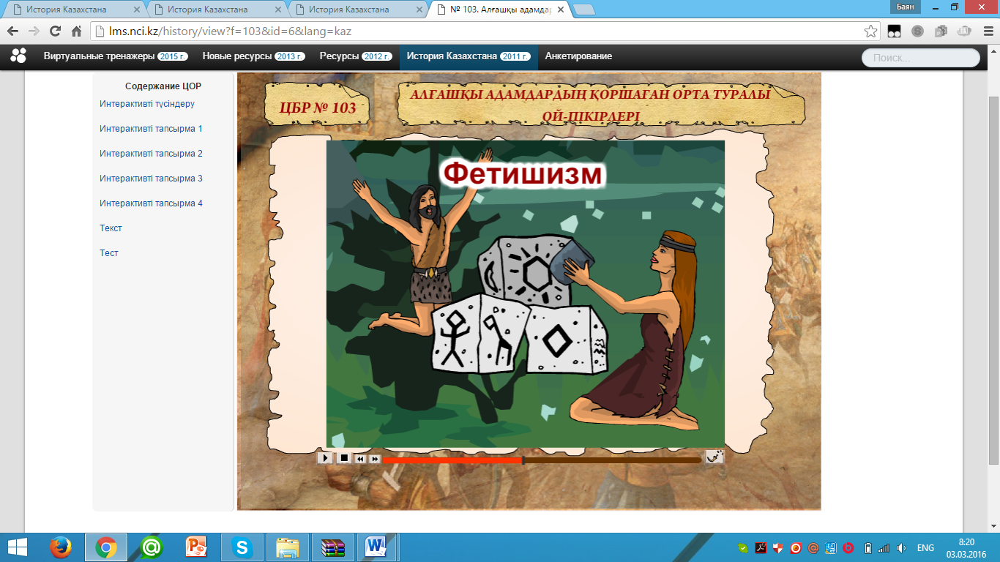 История Казахстана
История Казахстана
История Казахстана
№ 103. Алғашқы адамдар
Баян
lms.nci.kz/history/view?f=103&id=6&lang=kaz
Виртуальные тренажеры 2015 г.
Новые ресурсы 2013 г.
Ресурсы 2012 г.
История Казахстана 2011 г.
Анкетирование
Поиск...
Содержание ЦОР
Интерактивті түсіндеру
Интерактивті тапсырма 1
Интерактивті тапсырма 2
Интерактивті тапсырма 3
Интерактивті тапсырма 4
Текст
Тест
ЦБР № 103
АЛҒАШҚЫ АДАМДАРДЫҢ ҚОРШАҒАН ОРТА ТУРАЛЫ
ОЙ-ПІКІРЛЕРІ
Фетишизм
ENG
8:20
03.03.2016